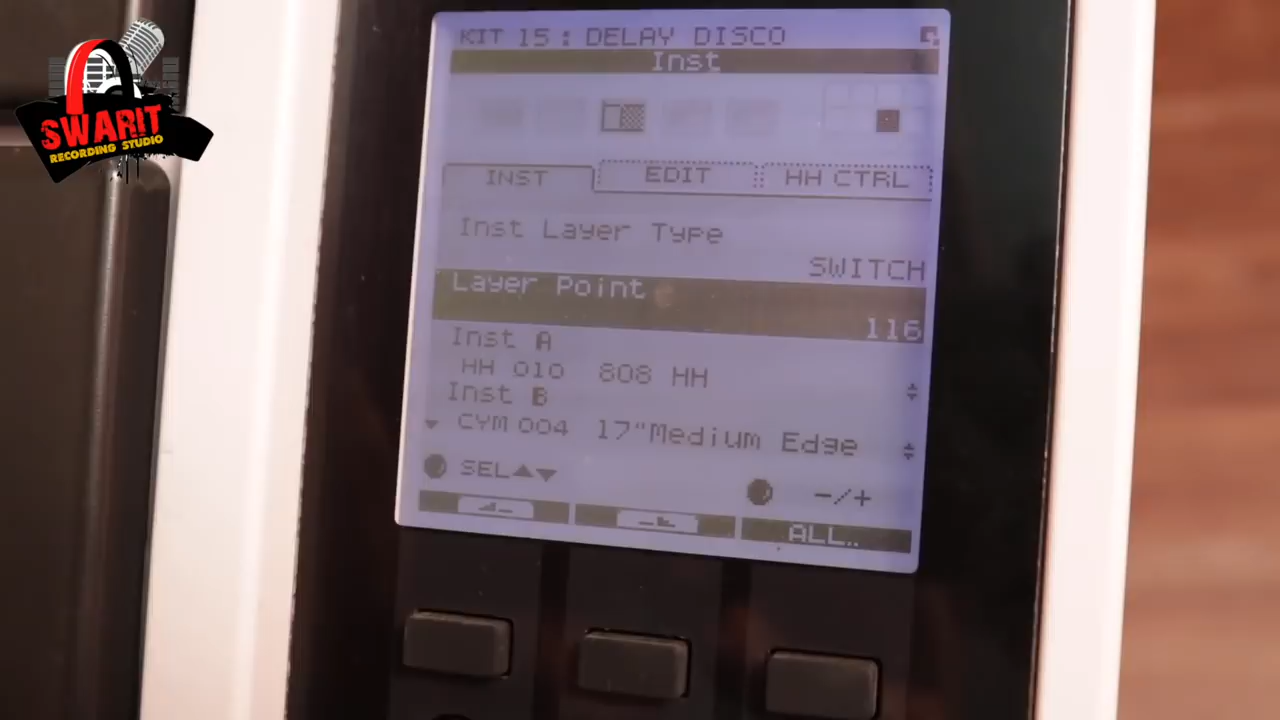 SWARIT
RECORDING STUDIO
KIT 15 : DELAY DISCO
Inst
INST EDIT HH CTRL
Inst Layer Type
SWITCH
Layer Point
116
Inst A
HH 010 808 HH
Inst B
CYM 004 17"Medium Edge
SEL▲▼ -/+
ALL..